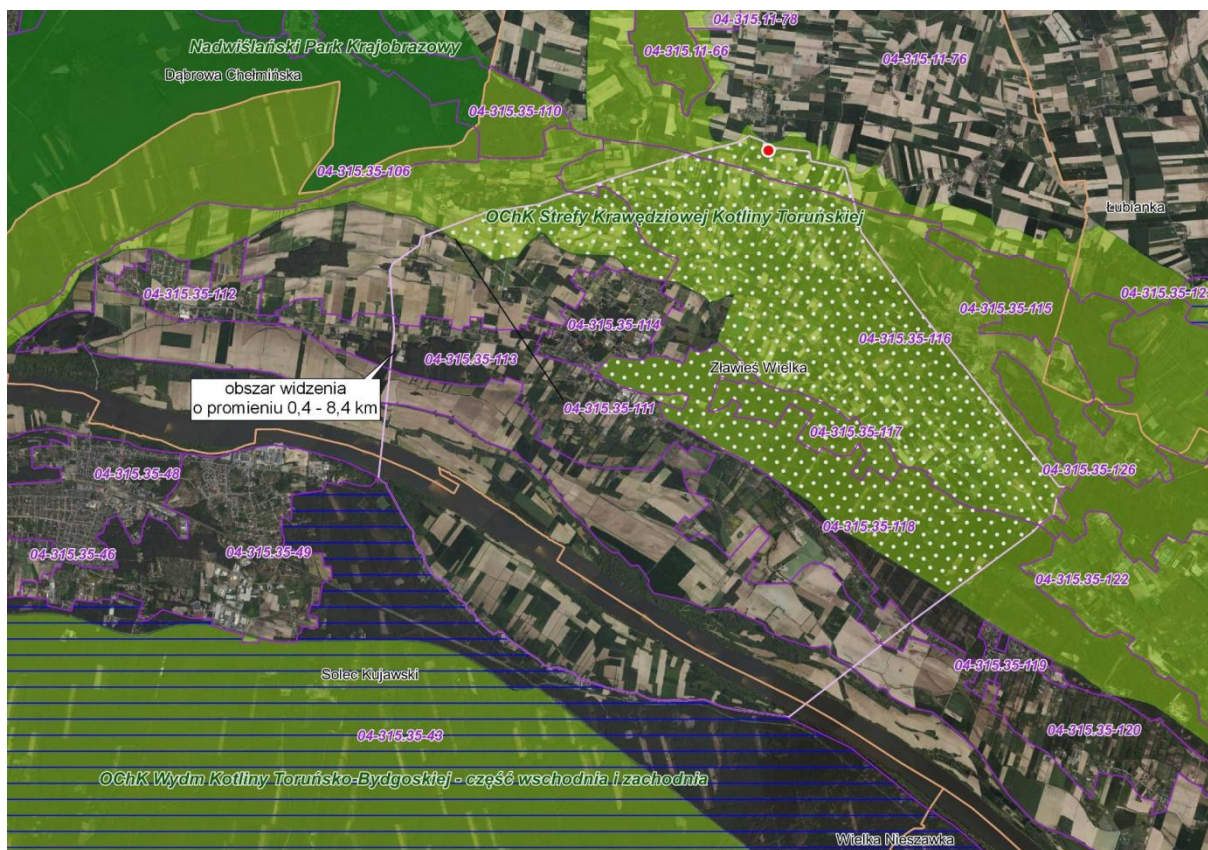 04-315.11-78
Nadwiślański Park Krajobrazowy
04-315.11-66
04-315.11-76
Dąbrowa Chełmińska
04-315.35-110
04-315.35-106
Łubianka
OChK Strefy Krawędziowej Kotliny Toruńskiej
04-315.35-112
04-315.35-115
04-315.35-114
04-315.35-116
04-315.35-113
Zławieś Wielka
obszar widzenia
o promieniu 0,4 - 8,4 km
04-315.35-111
04-315.35-117
04-315.35-126
04-315.35-48
04-315.35-118
04-315.35-46
04-315.35-49
04-315.35-122
04-315.35-119
Solec Kujawski
04-315.35-120
04-315.35-43
OChK Wydm Kotliny Toruńsko-Bydgoskiej - część wschodnia i zachodnia
Wielka Nieszawka